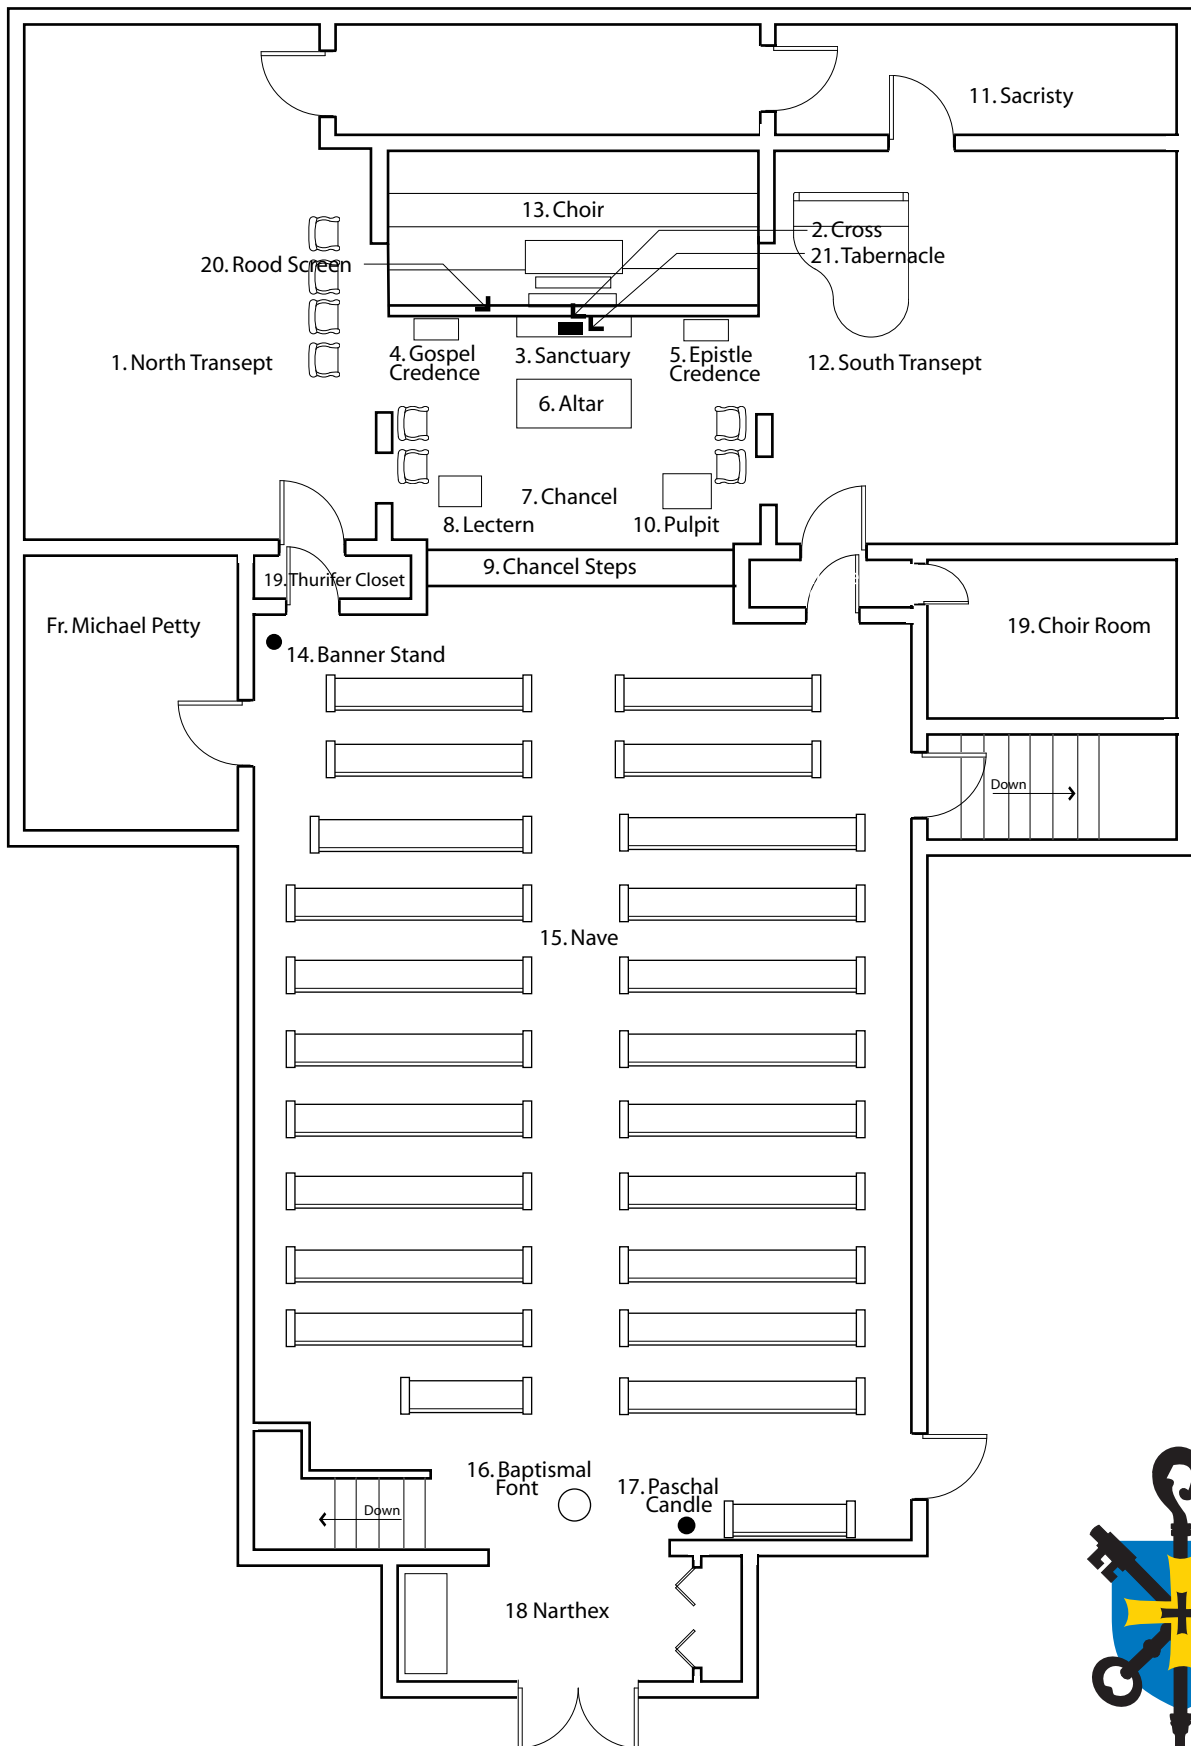 11. Sacristy
13. Choir
2. Cross
20. Rood Screen
21. Tabernacle
1. North Transept
4. Gospel
Credence
3. Sanctuary
5. Epistle
Credence
12. South Transept
6. Altar
7. Chancel
8. Lectern
10. Pulpit
9. Chancel Steps
19. Thurifer Closet
Fr. Michael Petty
19. Choir Room
14. Banner Stand
Down
15. Nave
16. Baptismal
Font
17. Paschal
Candle
Down
18 Narthex